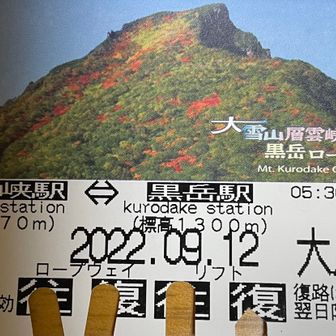 大雪山層雲峡
黒岳ロー
Mt. Kurodake
峡駅 ⇔ 黒岳駅 05:3
station kurodake station
70m) (標高1300m)
2022.09.12 大
ロープウェイ リフト
効 往 復 往 復 復路は
翌日